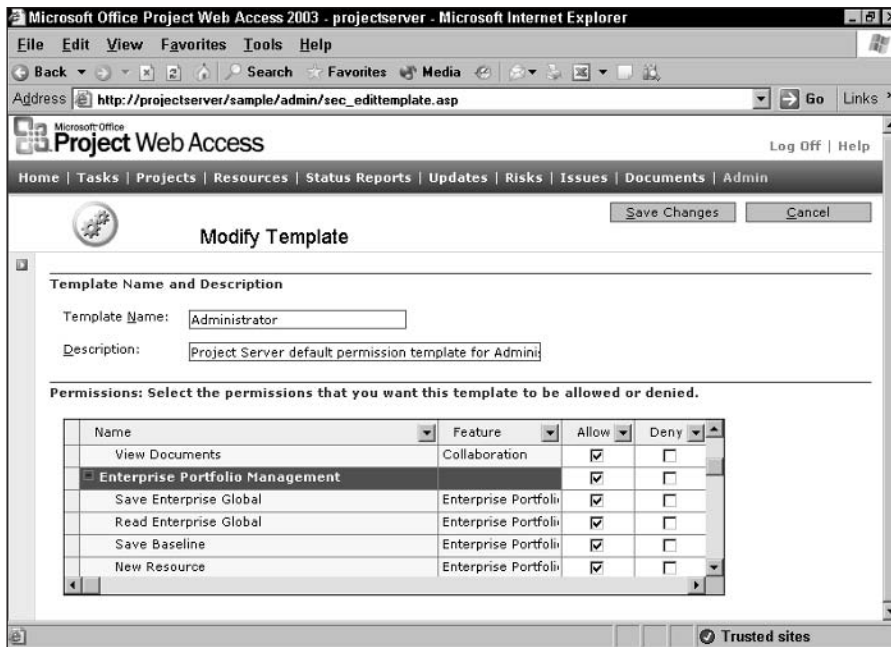 Microsoft Office Project Web Access 2003 - projectserver - Microsoft Internet Explorer
File Edit View Favorites Tools Help
Back Search Favorites Media
Address http://projectserver/sample/admin/sec_edittemplate.asp Go Links
Microsoft Office
Project Web Access
Log Off | Help
Home | Tasks | Projects | Resources | Status Reports | Updates | Risks | Issues | Documents | Admin
Modify Template
Save Changes Cancel
Template Name and Description
Template Name: Administrator
Description: Project Server default permission template for Adminis
Permissions: Select the permissions that you want this template to be allowed or denied.
Name Feature Allow Deny
View Documents Collaboration
Enterprise Portfolio Management
Save Enterprise Global Enterprise Portfoli
Read Enterprise Global Enterprise Portfoli
Save Baseline Enterprise Portfoli
New Resource Enterprise Portfoli
Trusted sites